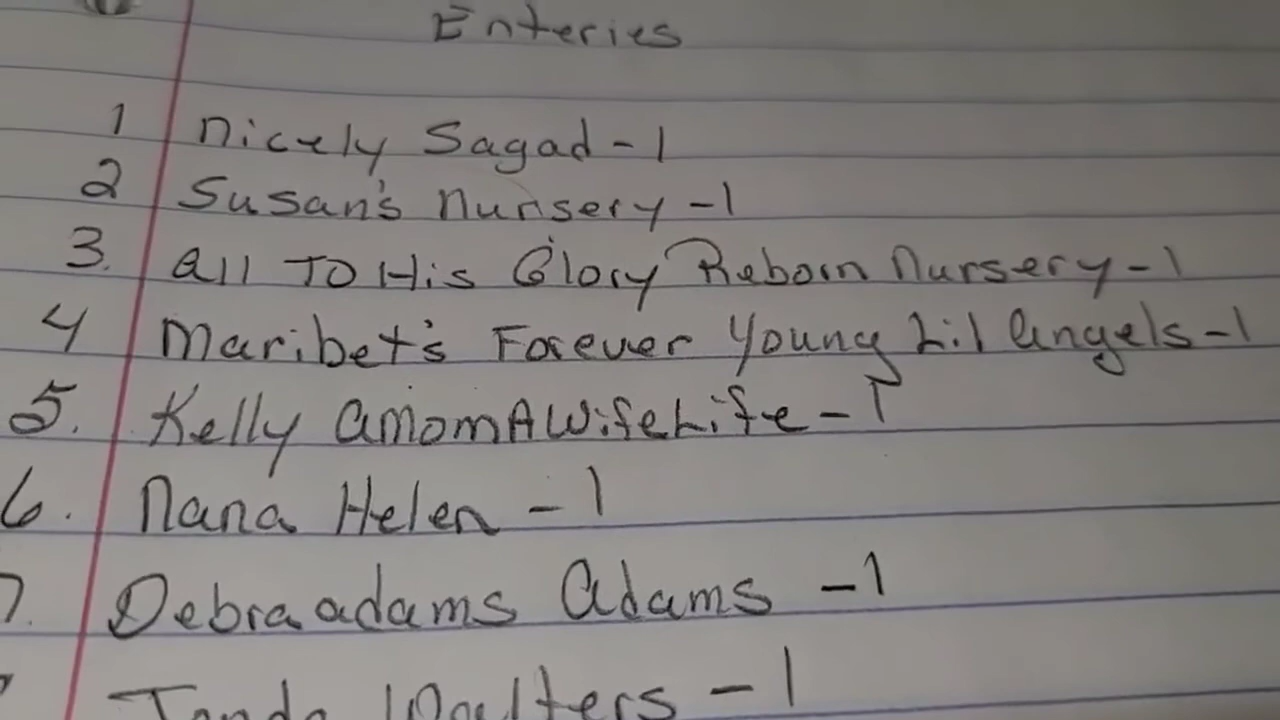 Enteries
1 Nicely Sagad - 1
2 Susan's nursery - 1
3. All To His Glory Reborn Nursery - 1
4 Maribet's Forever Young Lil Angels - 1
5. Kelly AMomAWifeLife - 1
6. Nana Helen - 1
7. Debraadams Adams - 1
Walters - 1